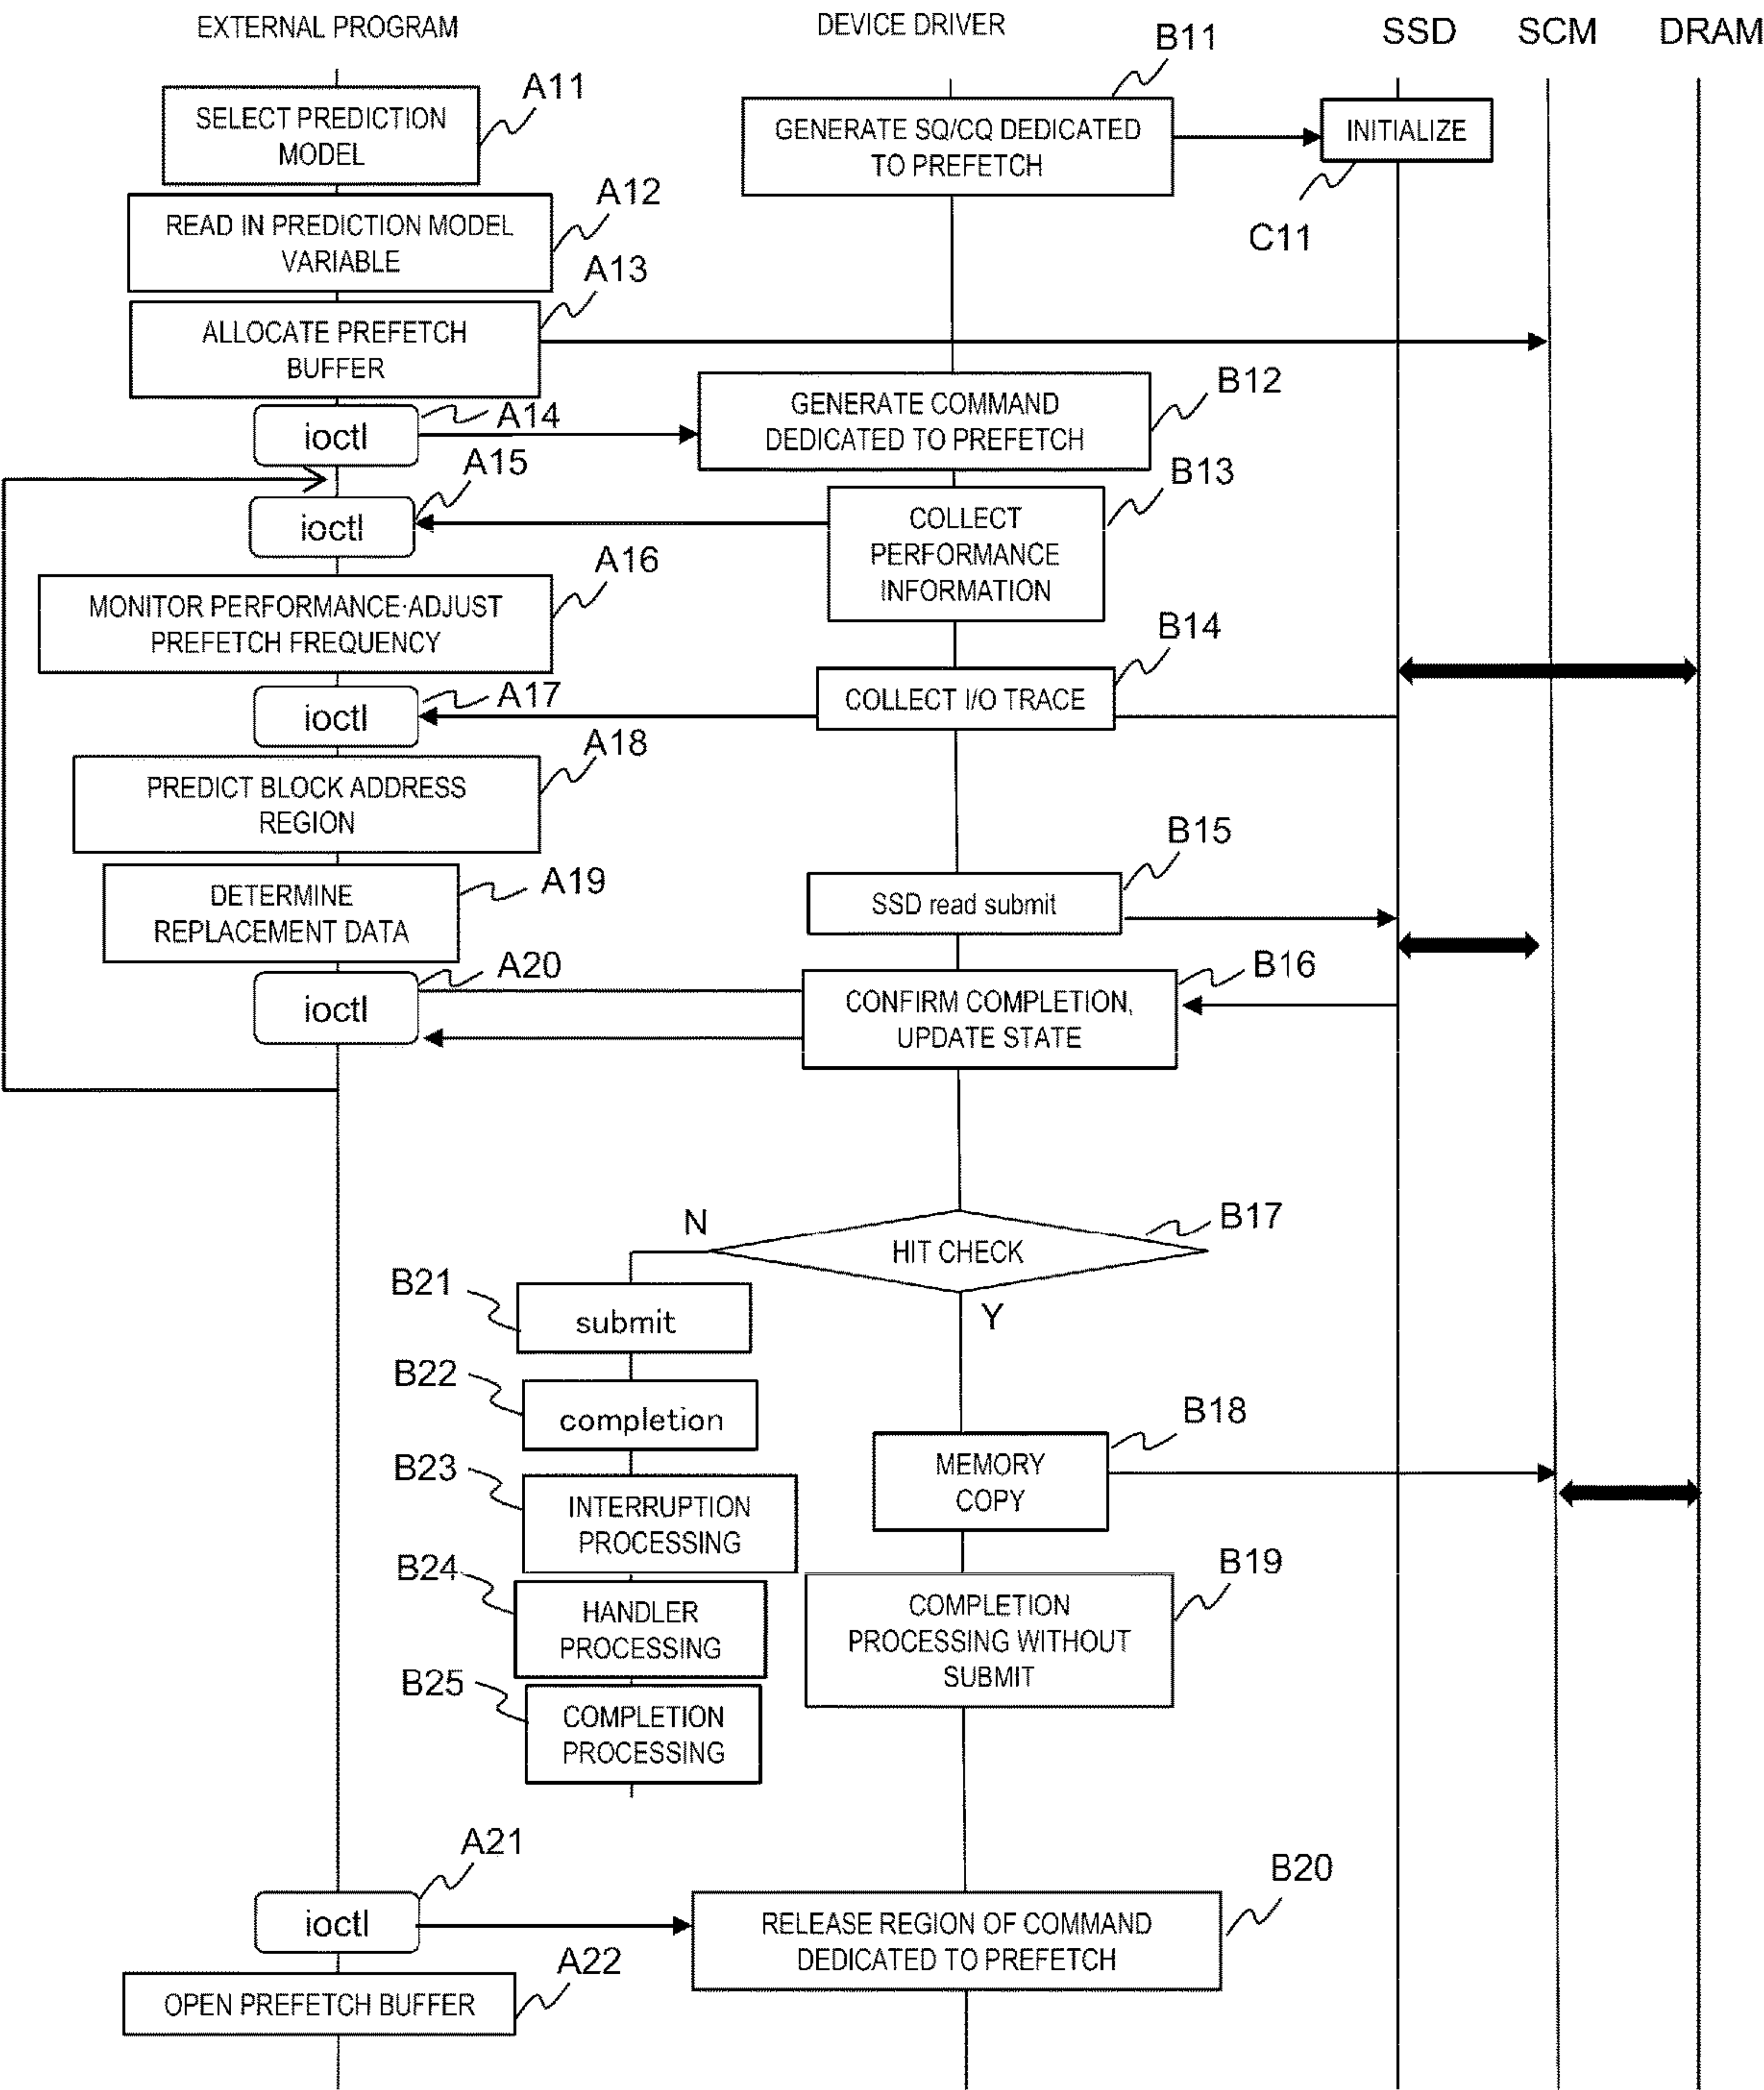 EXTERNAL PROGRAM
DEVICE DRIVER
SSD
SCM
DRAM
B11
A11
SELECT PREDICTION
MODEL
GENERATE SQ/CQ DEDICATED
TO PREFETCH
INITIALIZE
A12
READ IN PREDICTION MODEL
VARIABLE
C11
A13
ALLOCATE PREFETCH
BUFFER
B12
GENERATE COMMAND
DEDICATED TO PREFETCH
A14
ioctl
A15
B13
ioctl
COLLECT
PERFORMANCE
INFORMATION
A16
MONITOR PERFORMANCE·ADJUST
PREFETCH FREQUENCY
B14
A17
ioctl
COLLECT I/O TRACE
A18
PREDICT BLOCK ADDRESS
REGION
B15
A19
DETERMINE
REPLACEMENT DATA
SSD read submit
A20
B16
ioctl
CONFIRM COMPLETION,
UPDATE STATE
N
B17
HIT CHECK
B21
submit
Y
B22
completion
B18
MEMORY
COPY
B23
INTERRUPTION
PROCESSING
B24
HANDLER
PROCESSING
B19
COMPLETION
PROCESSING WITHOUT
SUBMIT
B25
COMPLETION
PROCESSING
A21
B20
ioctl
RELEASE REGION OF COMMAND
DEDICATED TO PREFETCH
A22
OPEN PREFETCH BUFFER